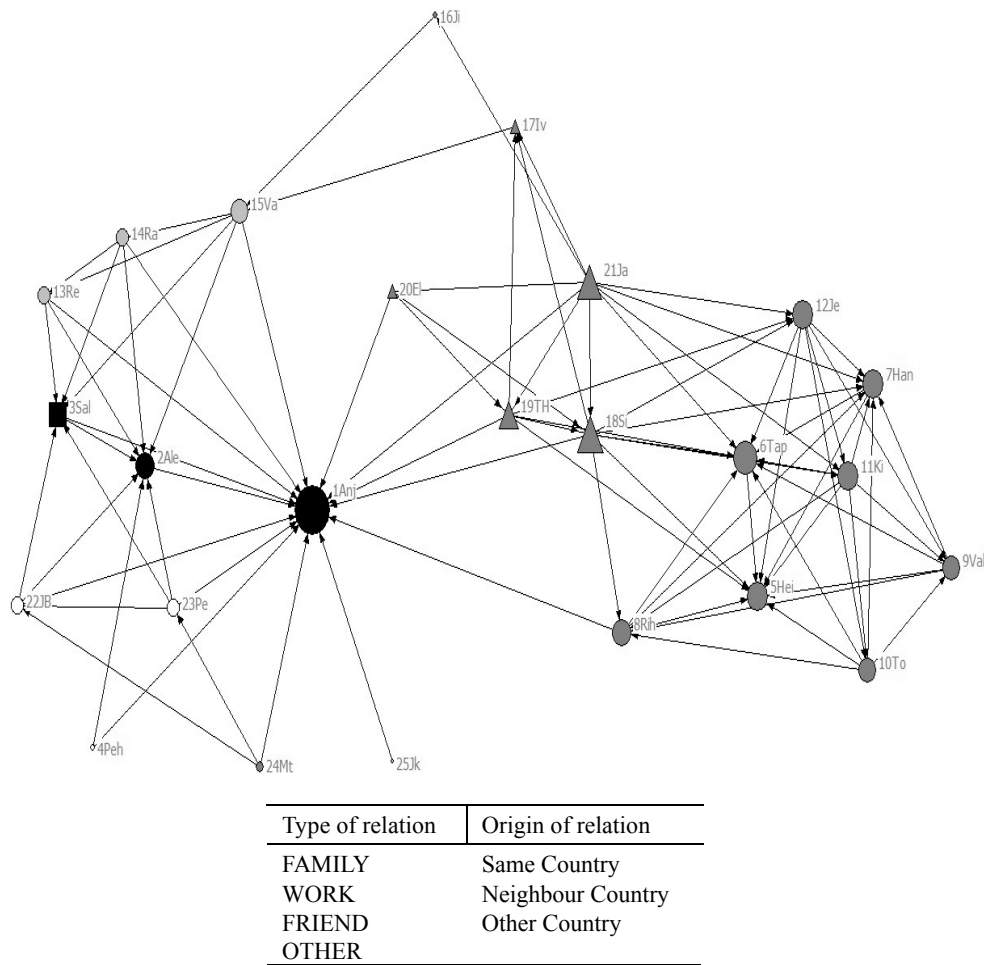 16Ji
17Iv
15Va
14Ra
13Re
21Ja
20El
12Je
7Han
3Sal
19TH
18Si
2Ale
6Tap
11Ki
1Anj
9Val
5Hei
22JB
23Pe
8Rih
10To
4Peh
24Mt
25Jk
Type of relation Origin of relation
FAMILY Same Country
WORK Neighbour Country
FRIEND Other Country
OTHER